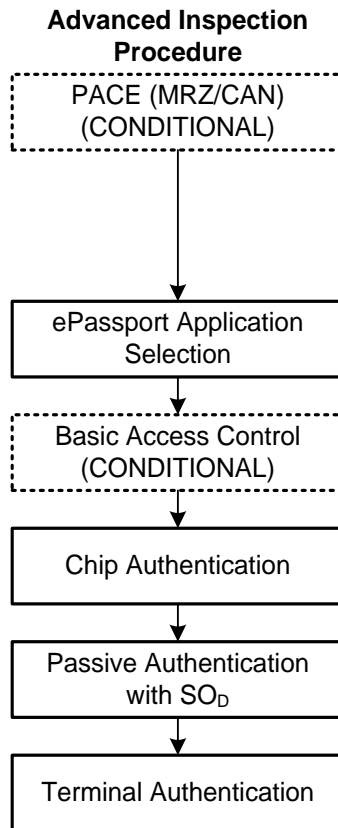 Advanced Inspection
Procedure
PACE (MRZ/CAN)
(CONDITIONAL)
ePassport Application
Selection
Basic Access Control
(CONDITIONAL)
Chip Authentication
Passive Authentication
with SOD
Terminal Authentication